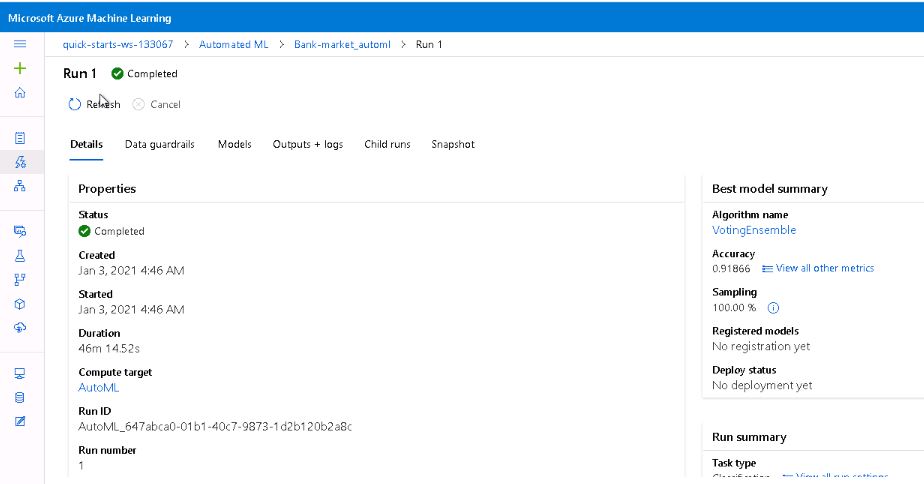 Microsoft Azure Machine Learning
quick-starts-ws-133067 > Automated ML > Bank-market_automl > Run 1
Run 1 Completed
Refresh Cancel
Details Data guardrails Models Outputs + logs Child runs Snapshot
Properties
Status
Completed
Created
Jan 3, 2021 4:46 AM
Started
Jan 3, 2021 4:46 AM
Duration
46m 14.52s
Compute target
AutoML
Run ID
AutoML_647abca0-01b1-40c7-9873-1d2b120b2a8c
Run number
1
Best model summary
Algorithm name
VotingEnsemble
Accuracy
0.91866 View all other metrics
Sampling
100.00 %
Registered models
No registration yet
Deploy status
No deployment yet
Run summary
Task type
Classification View all run settings